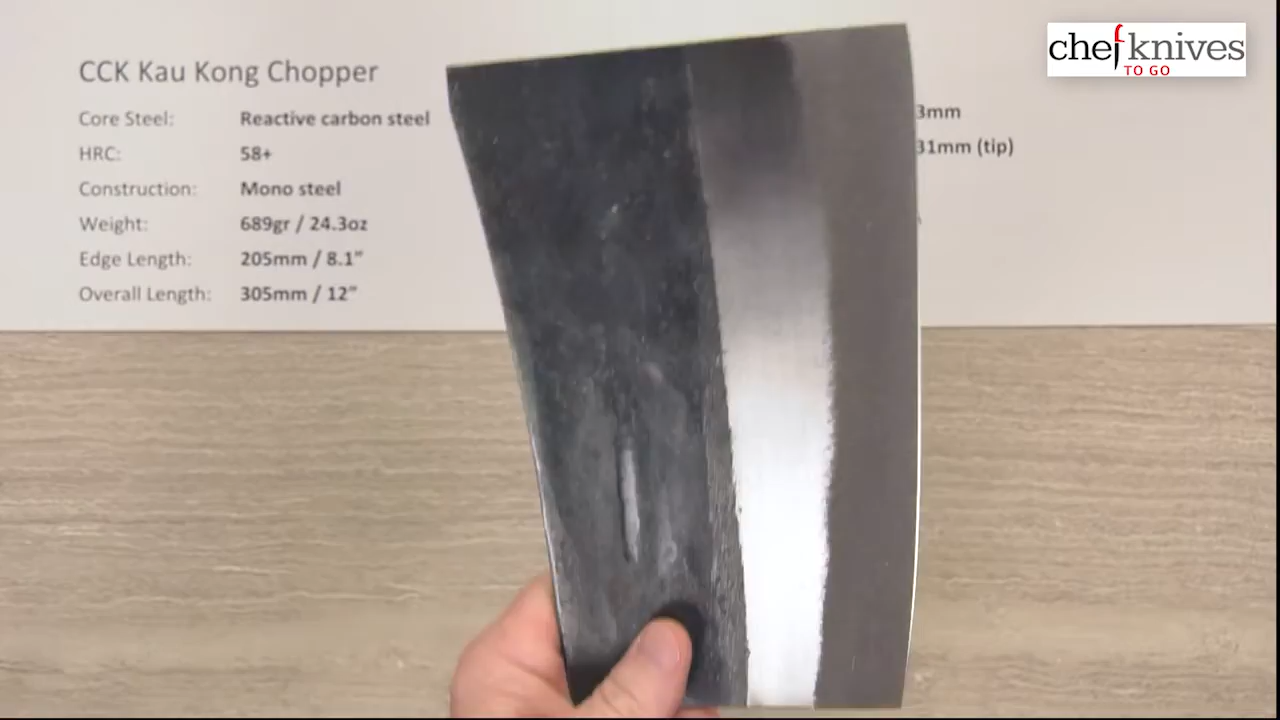 chefknives
TO GO
CCK Kau Kong Chopper
Core Steel: Reactive carbon steel
3mm
HRC: 58+
31mm (tip)
Construction: Mono steel
Weight: 689gr / 24.3oz
Edge Length: 205mm / 8.1"
Overall Length: 305mm / 12"